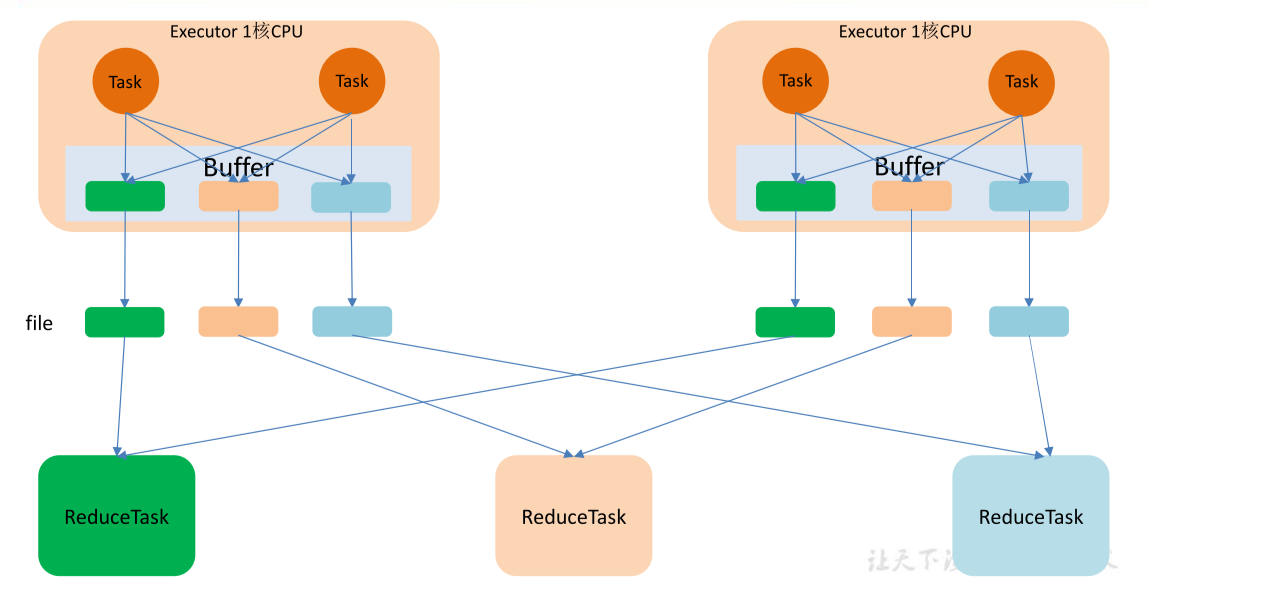 Executor 1核CPU
Executor 1核CPU
Task
Task
Task
Task
Buffer
Buffer
file
ReduceTask
ReduceTask
ReduceTask
让天下